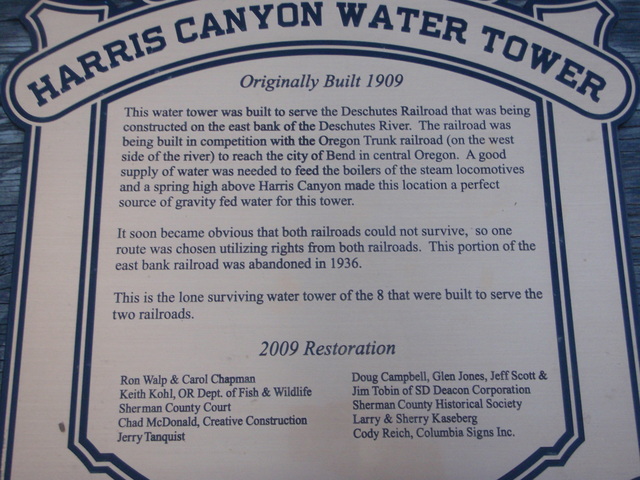 HARRIS CANYON WATER TOWER
Originally Built 1909
This water tower was built to serve the Deschutes Railroad that was being
constructed on the east bank of the Deschutes River. The railroad was
being built in competition with the Oregon Trunk railroad (on the west
side of the river) to reach the city of Bend in central Oregon. A good
supply of water was needed to feed the boilers of the steam locomotives
and a spring high above Harris Canyon made this location a perfect
source of gravity fed water for this tower.
It soon became obvious that both railroads could not survive, so one
route was chosen utilizing rights from both railroads. This portion of the
east bank railroad was abandoned in 1936.
This is the lone surviving water tower of the 8 that were built to serve the
two railroads.
2009 Restoration
Ron Walp & Carol Chapman
Keith Kohl, OR Dept. of Fish & Wildlife
Sherman County Court
Chad McDonald, Creative Construction
Jerry Tanquist
Doug Campbell, Glen Jones, Jeff Scott &
Jim Tobin of SD Deacon Corporation
Sherman County Historical Society
Larry & Sherry Kaseberg
Cody Reich, Columbia Signs Inc.